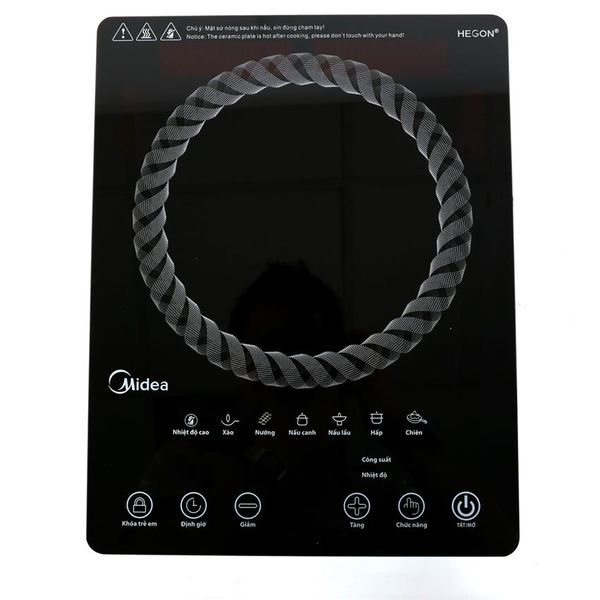 Chú ý: Mặt sứ nóng sau khi nấu, xin đừng chạm tay!
Notice: The ceramic plate is hot after cooking, please don't touch with your hand!
HEGON®
Midea
Nhiệt độ cao Xào Nướng Nấu canh Nấu lẩu Hấp Chiên
Công suất
Nhiệt độ
Khóa trẻ em Định giờ Giảm Tăng Chức năng TẮT/MỞ